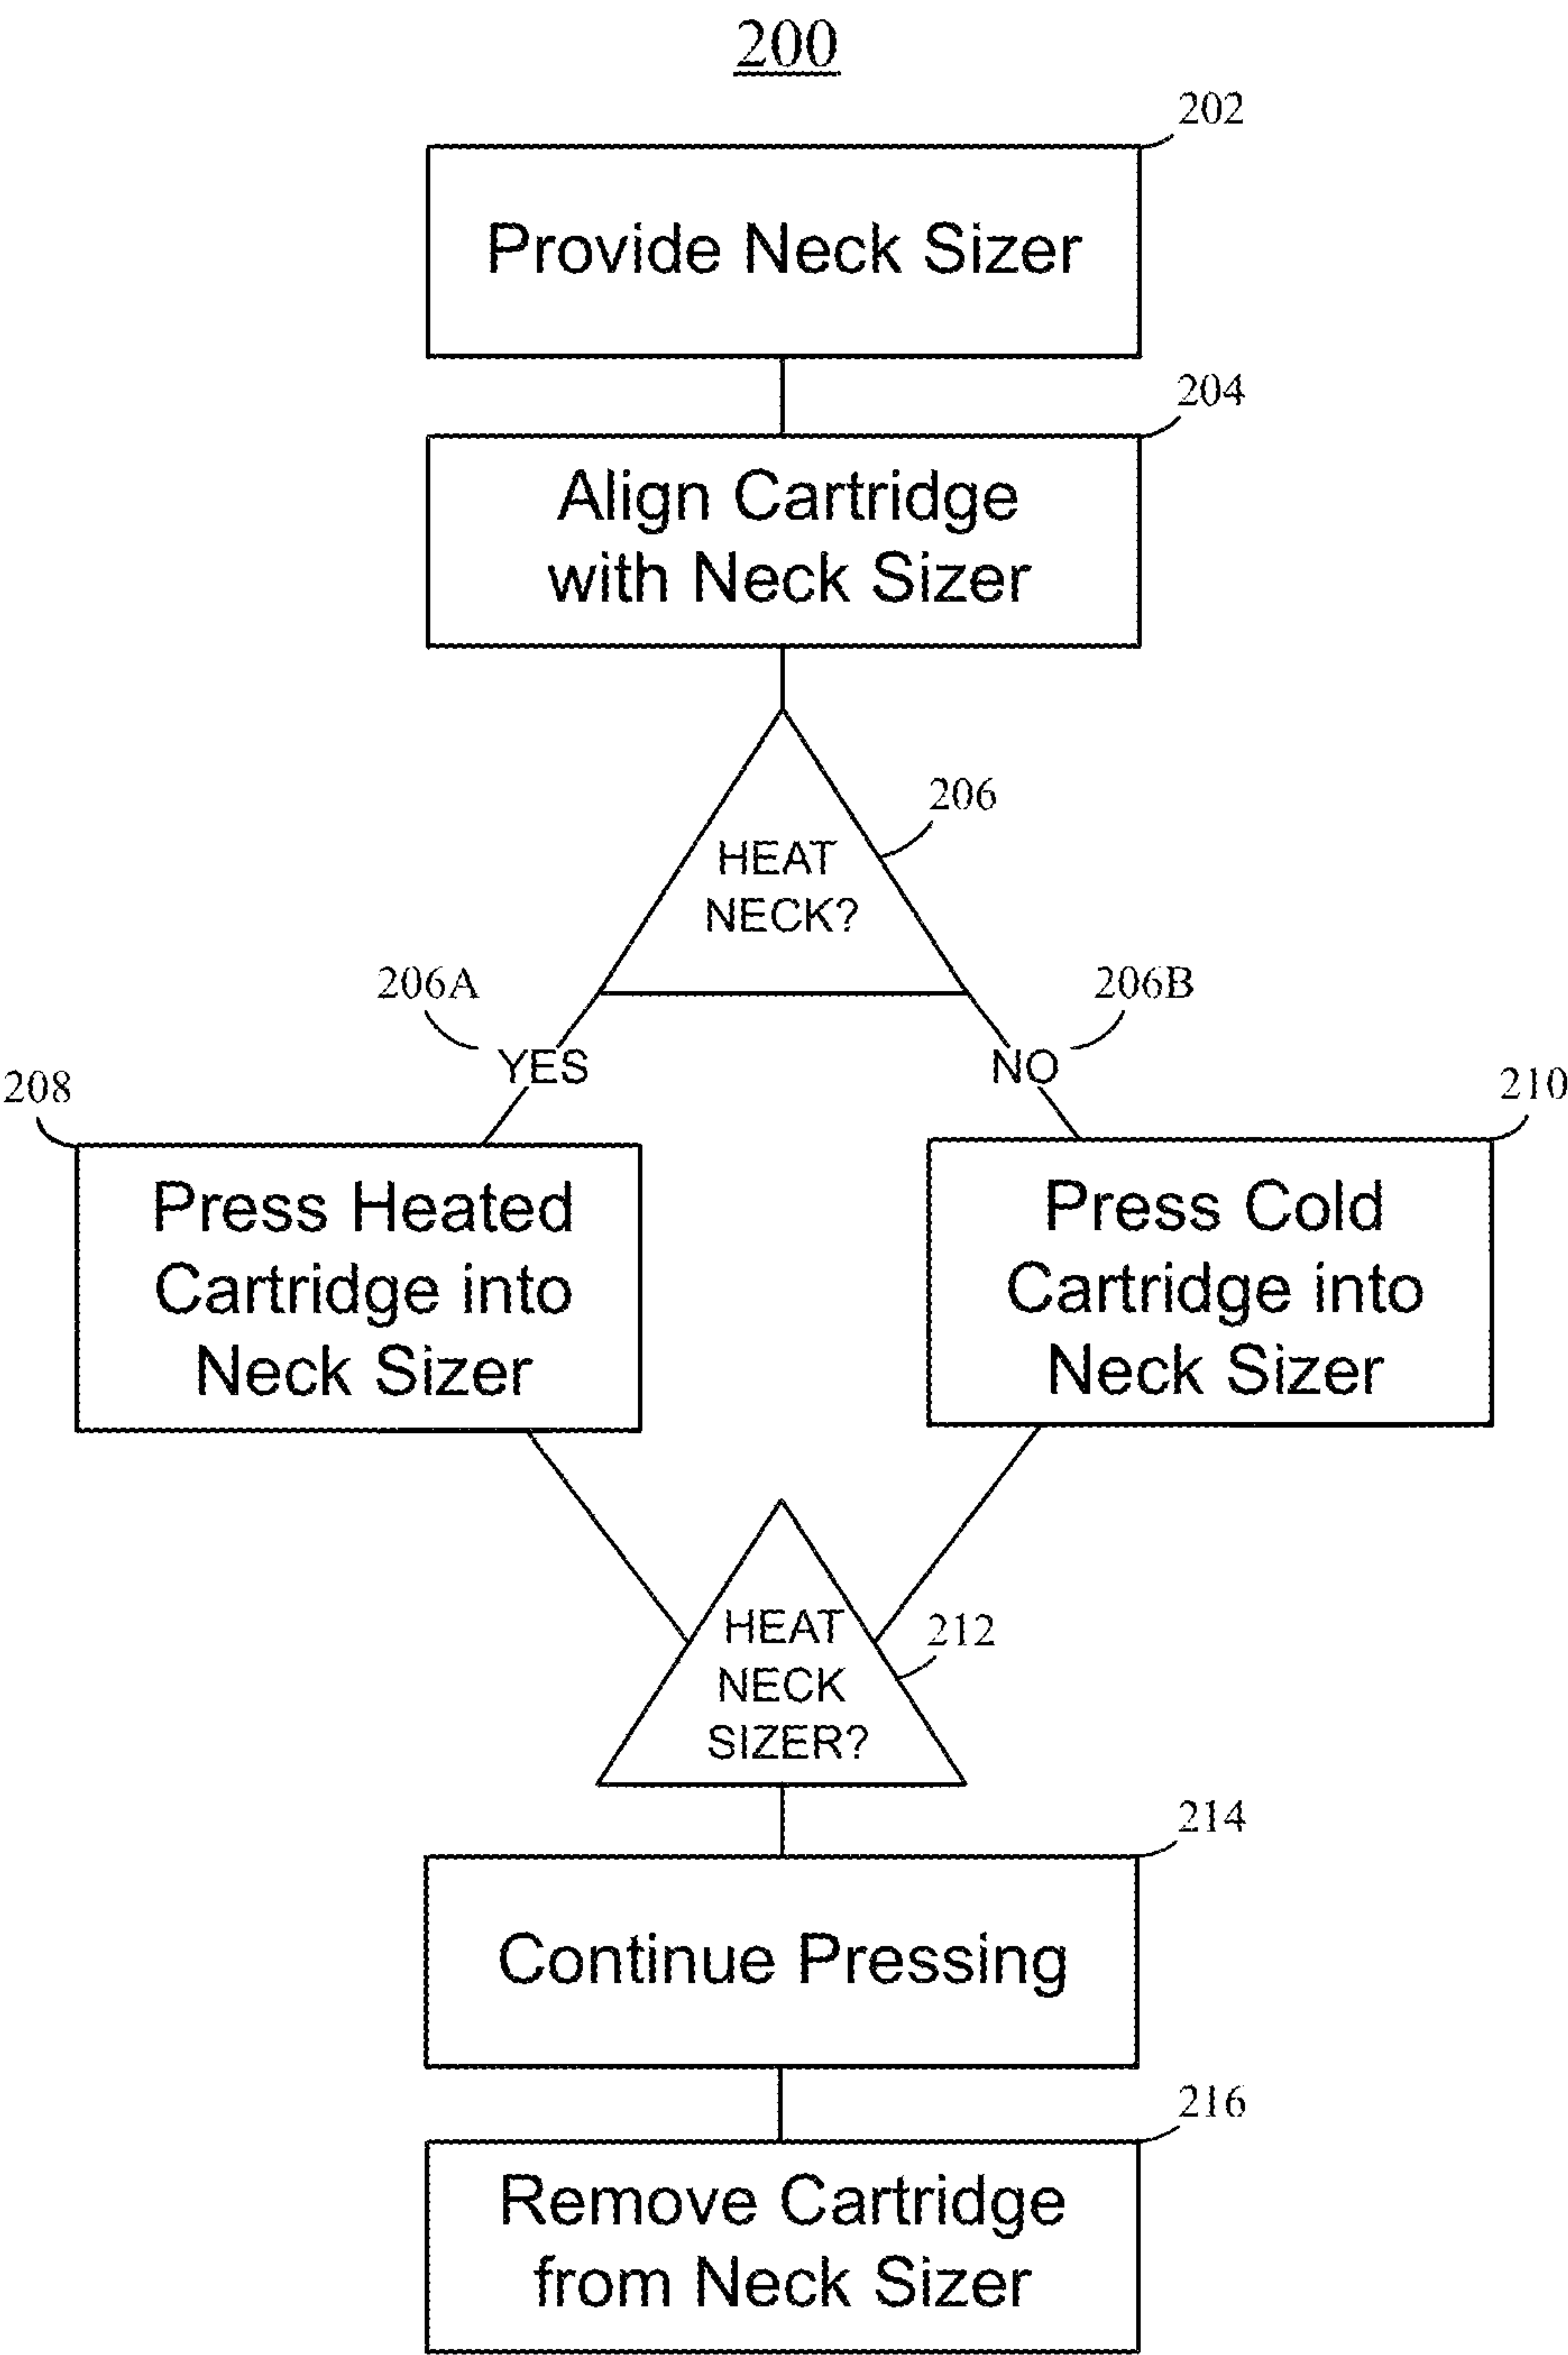 200
202
Provide Neck Sizer
204
Align Cartridge
with Neck Sizer
206
HEAT
NECK?
206A
YES
206B
NO
208
Press Heated
Cartridge into
Neck Sizer
210
Press Cold
Cartridge into
Neck Sizer
212
HEAT
NECK
SIZER?
214
Continue Pressing
216
Remove Cartridge
from Neck Sizer